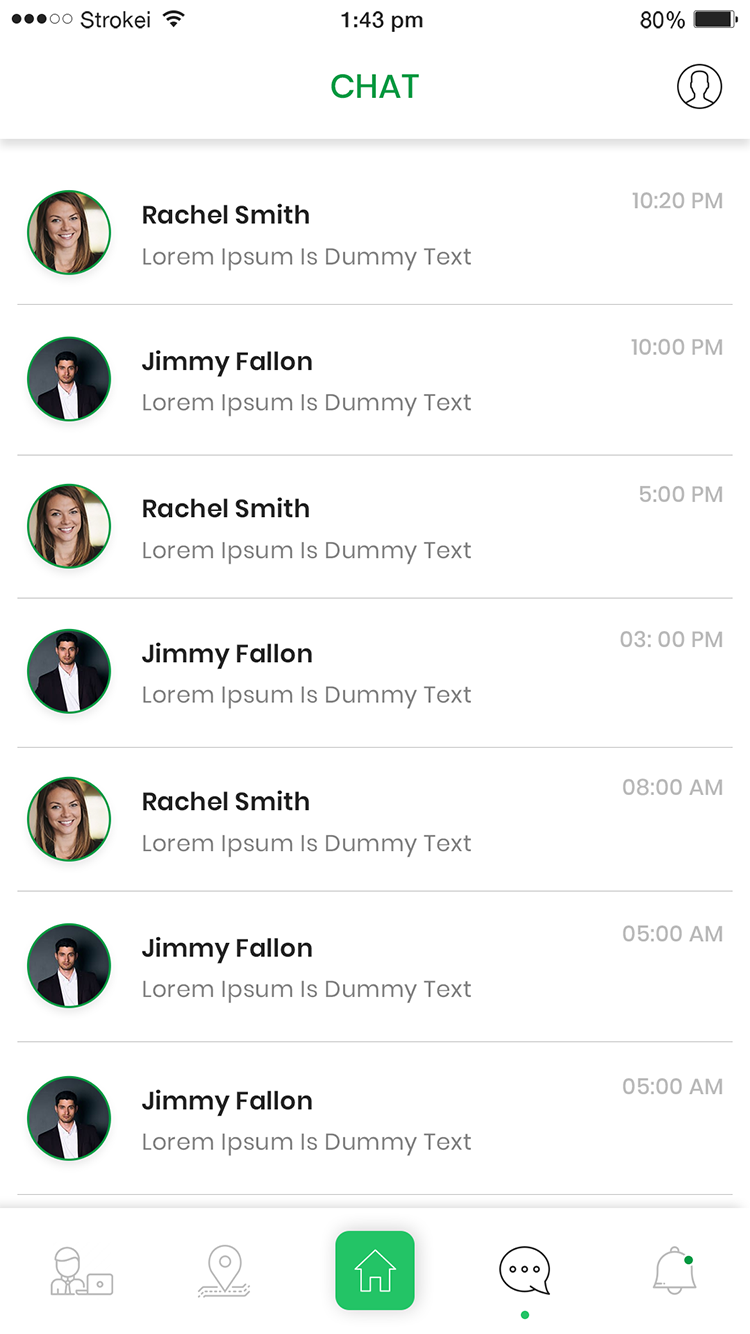 Strokei 1:43 pm 80%
CHAT
Rachel Smith 10:20 PM
Lorem Ipsum Is Dummy Text
Jimmy Fallon 10:00 PM
Lorem Ipsum Is Dummy Text
Rachel Smith 5:00 PM
Lorem Ipsum Is Dummy Text
Jimmy Fallon 03: 00 PM
Lorem Ipsum Is Dummy Text
Rachel Smith 08:00 AM
Lorem Ipsum Is Dummy Text
Jimmy Fallon 05:00 AM
Lorem Ipsum Is Dummy Text
Jimmy Fallon 05:00 AM
Lorem Ipsum Is Dummy Text